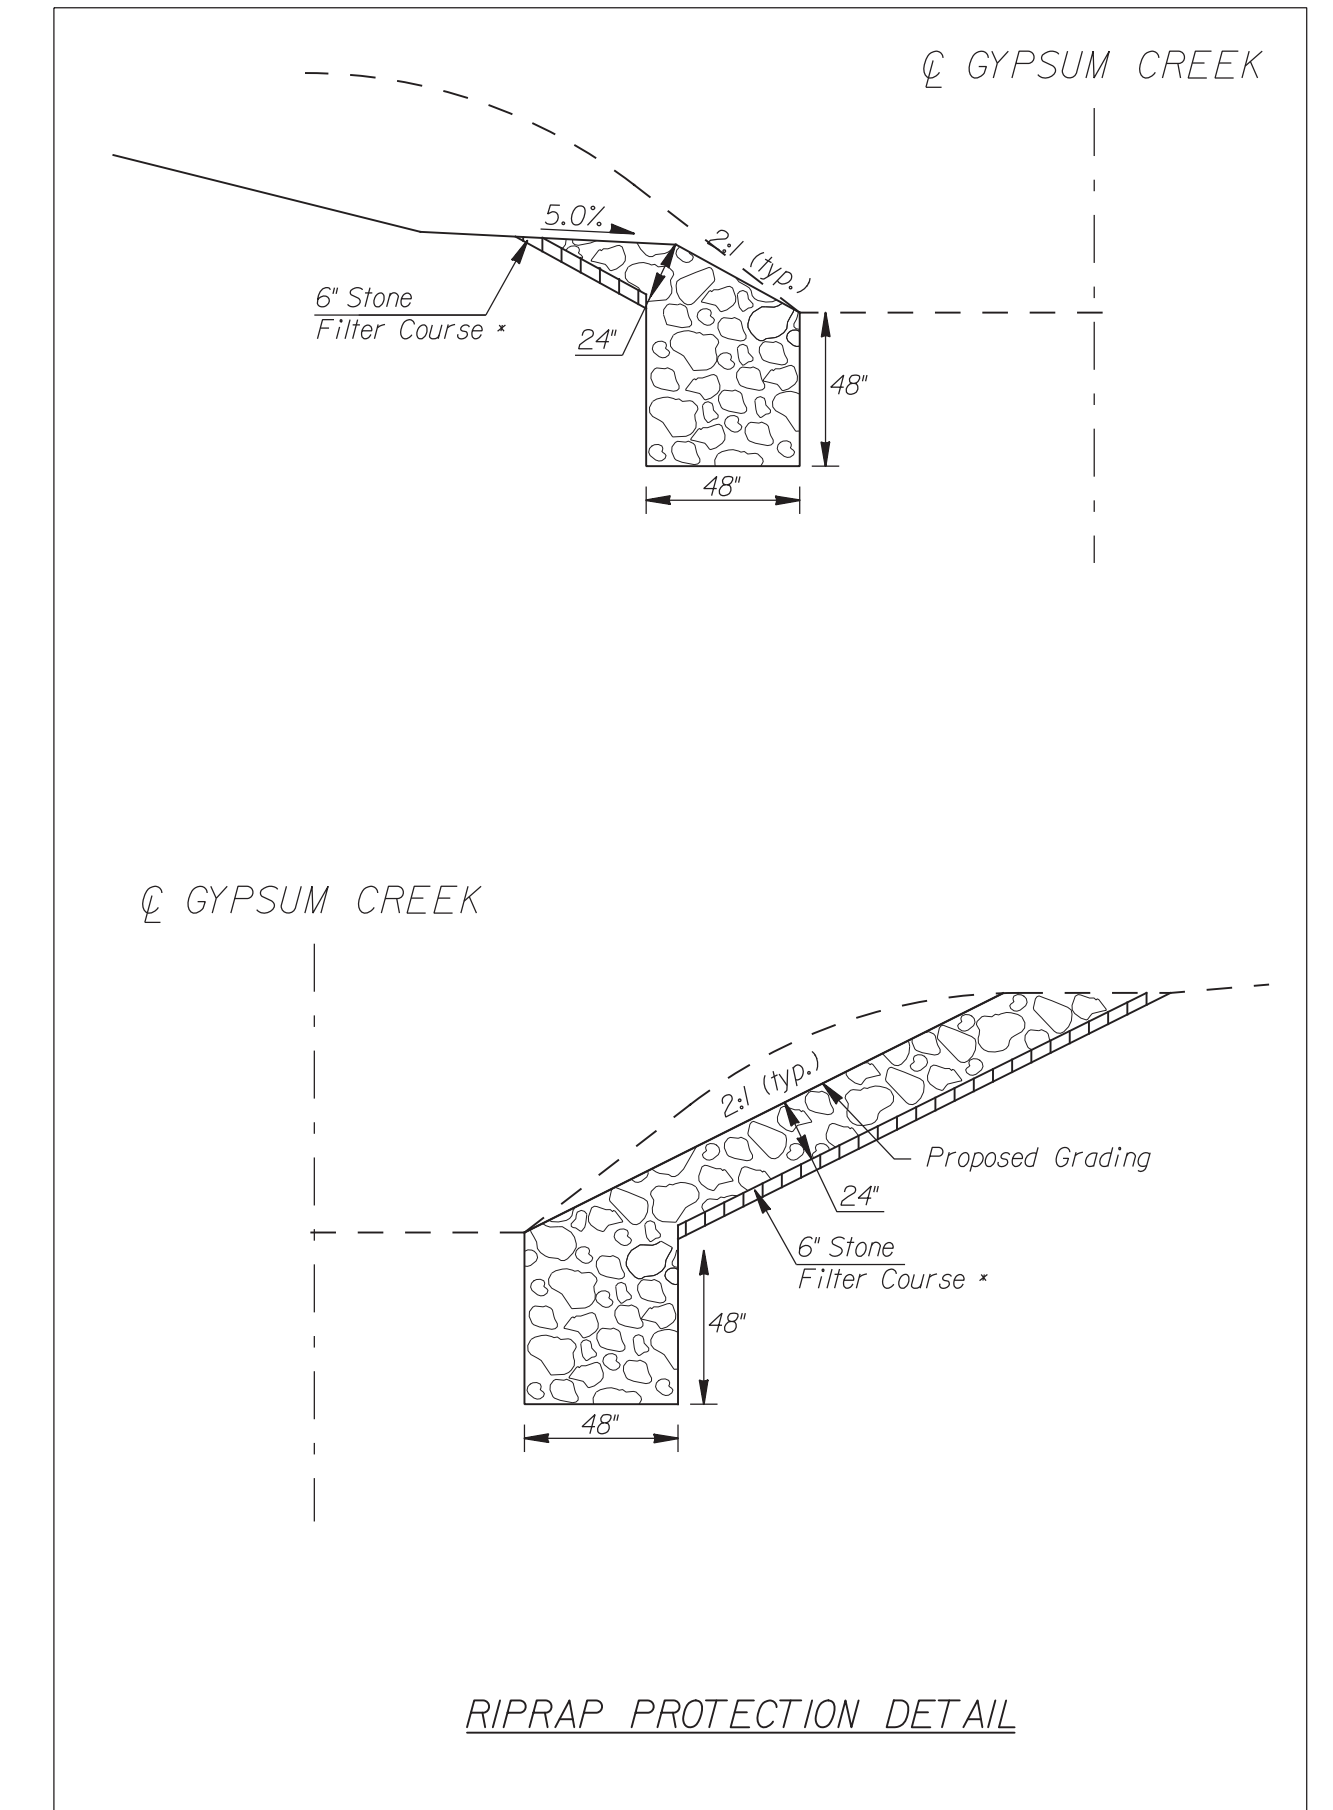 ℄ GYPSUM CREEK
5.0%
2:1 (typ.)
6" Stone
Filter Course *
24"
48"
48"
℄ GYPSUM CREEK
2:1 (typ.)
Proposed Grading
24"
6" Stone
Filter Course *
48"
48"
RIPRAP PROTECTION DETAIL